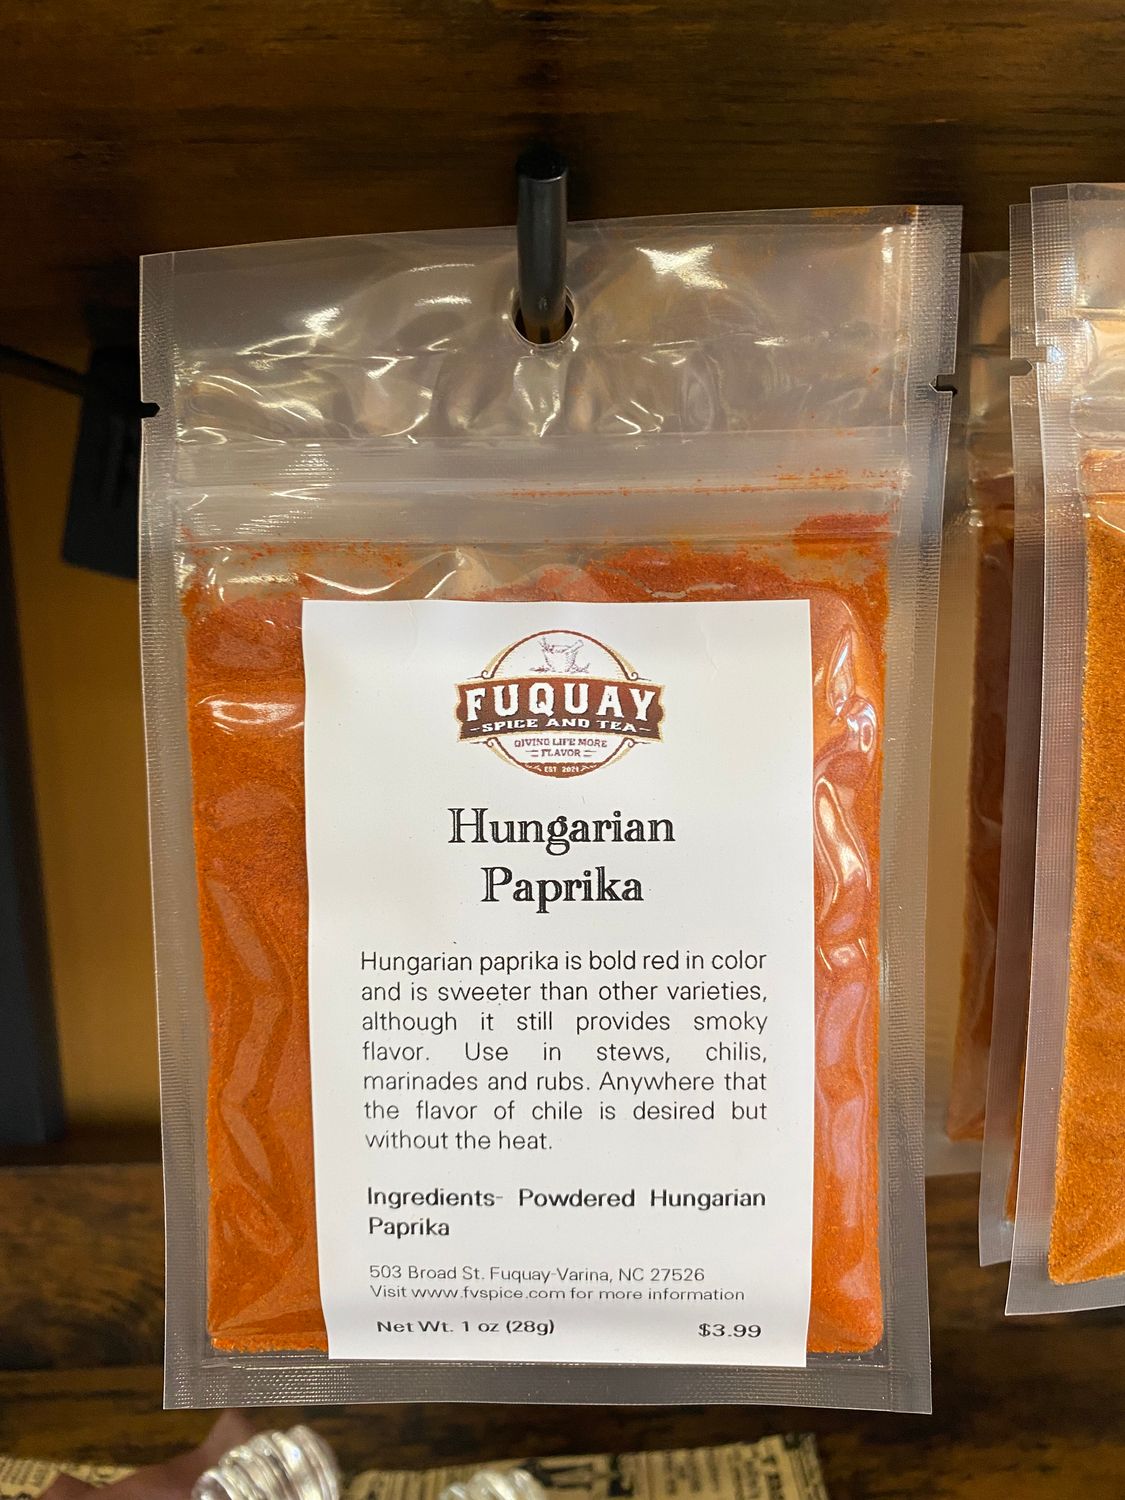 FUQUAY
-SPICE AND TEA-
GIVING LIFE MORE
FLAVOR
EST 2021
Hungarian
Paprika
Hungarian paprika is bold red in color
and is sweeter than other varieties,
although it still provides smoky
flavor. Use in stews, chilis,
marinades and rubs. Anywhere that
the flavor of chile is desired but
without the heat.
Ingredients- Powdered Hungarian
Paprika
503 Broad St. Fuquay-Varina, NC 27526
Visit www.fvspice.com for more information
Net Wt. 1 oz (28g) $3.99